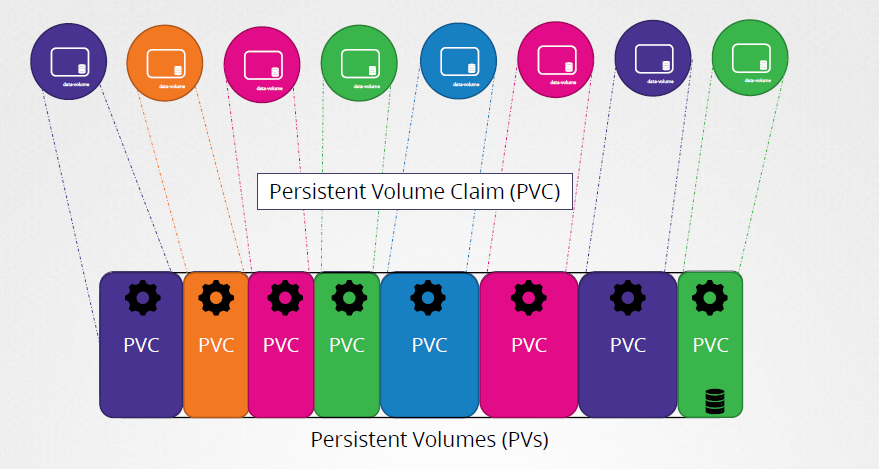 data-volume
data-volume
data-volume
data-volume
data-volume
data-volume
data-volume
data-volume
Persistent Volume Claim (PVC)
PVC
PVC
PVC
PVC
PVC
PVC
PVC
PVC
Persistent Volumes (PVs)